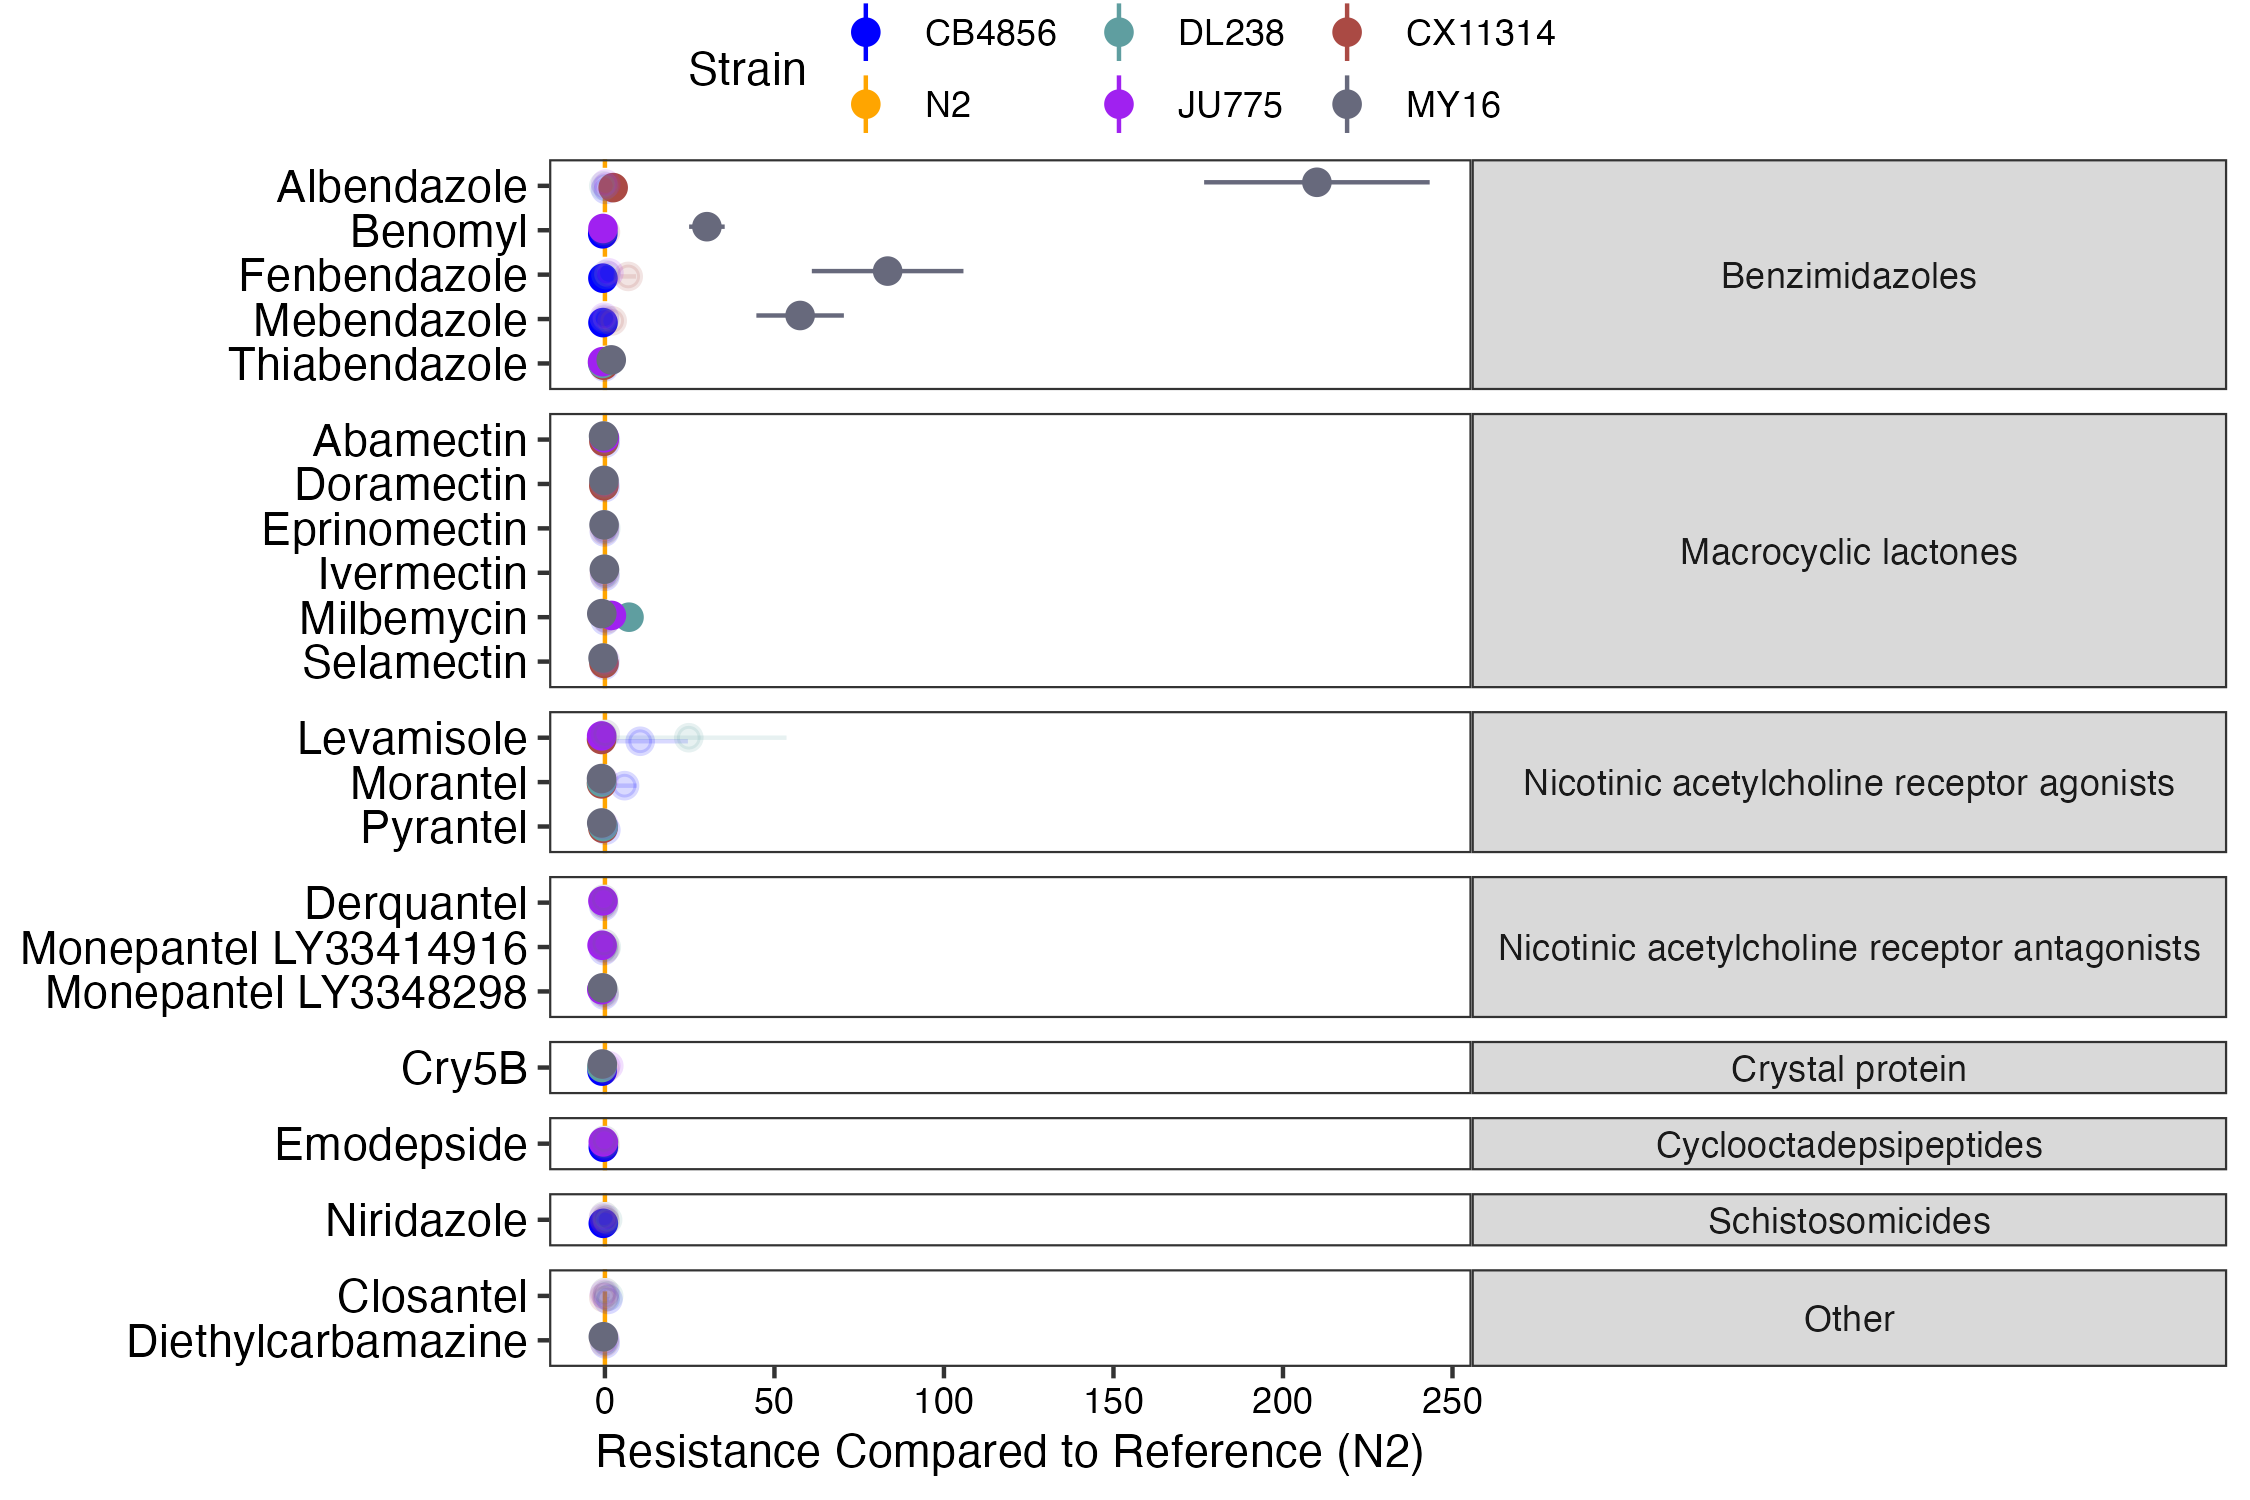 Strain
CB4856
DL238
CX11314
N2
JU775
MY16
Albendazole
Benomyl
Fenbendazole
Mebendazole
Thiabendazole
Benzimidazoles
Abamectin
Doramectin
Eprinomectin
Ivermectin
Milbemycin
Selamectin
Macrocyclic lactones
Levamisole
Morantel
Pyrantel
Nicotinic acetylcholine receptor agonists
Derquantel
Monepantel LY33414916
Monepantel LY3348298
Nicotinic acetylcholine receptor antagonists
Cry5B
Crystal protein
Emodepside
Cyclooctadepsipeptides
Niridazole
Schistosomicides
Closantel
Diethylcarbamazine
Other
0 50 100 150 200 250
Resistance Compared to Reference (N2)